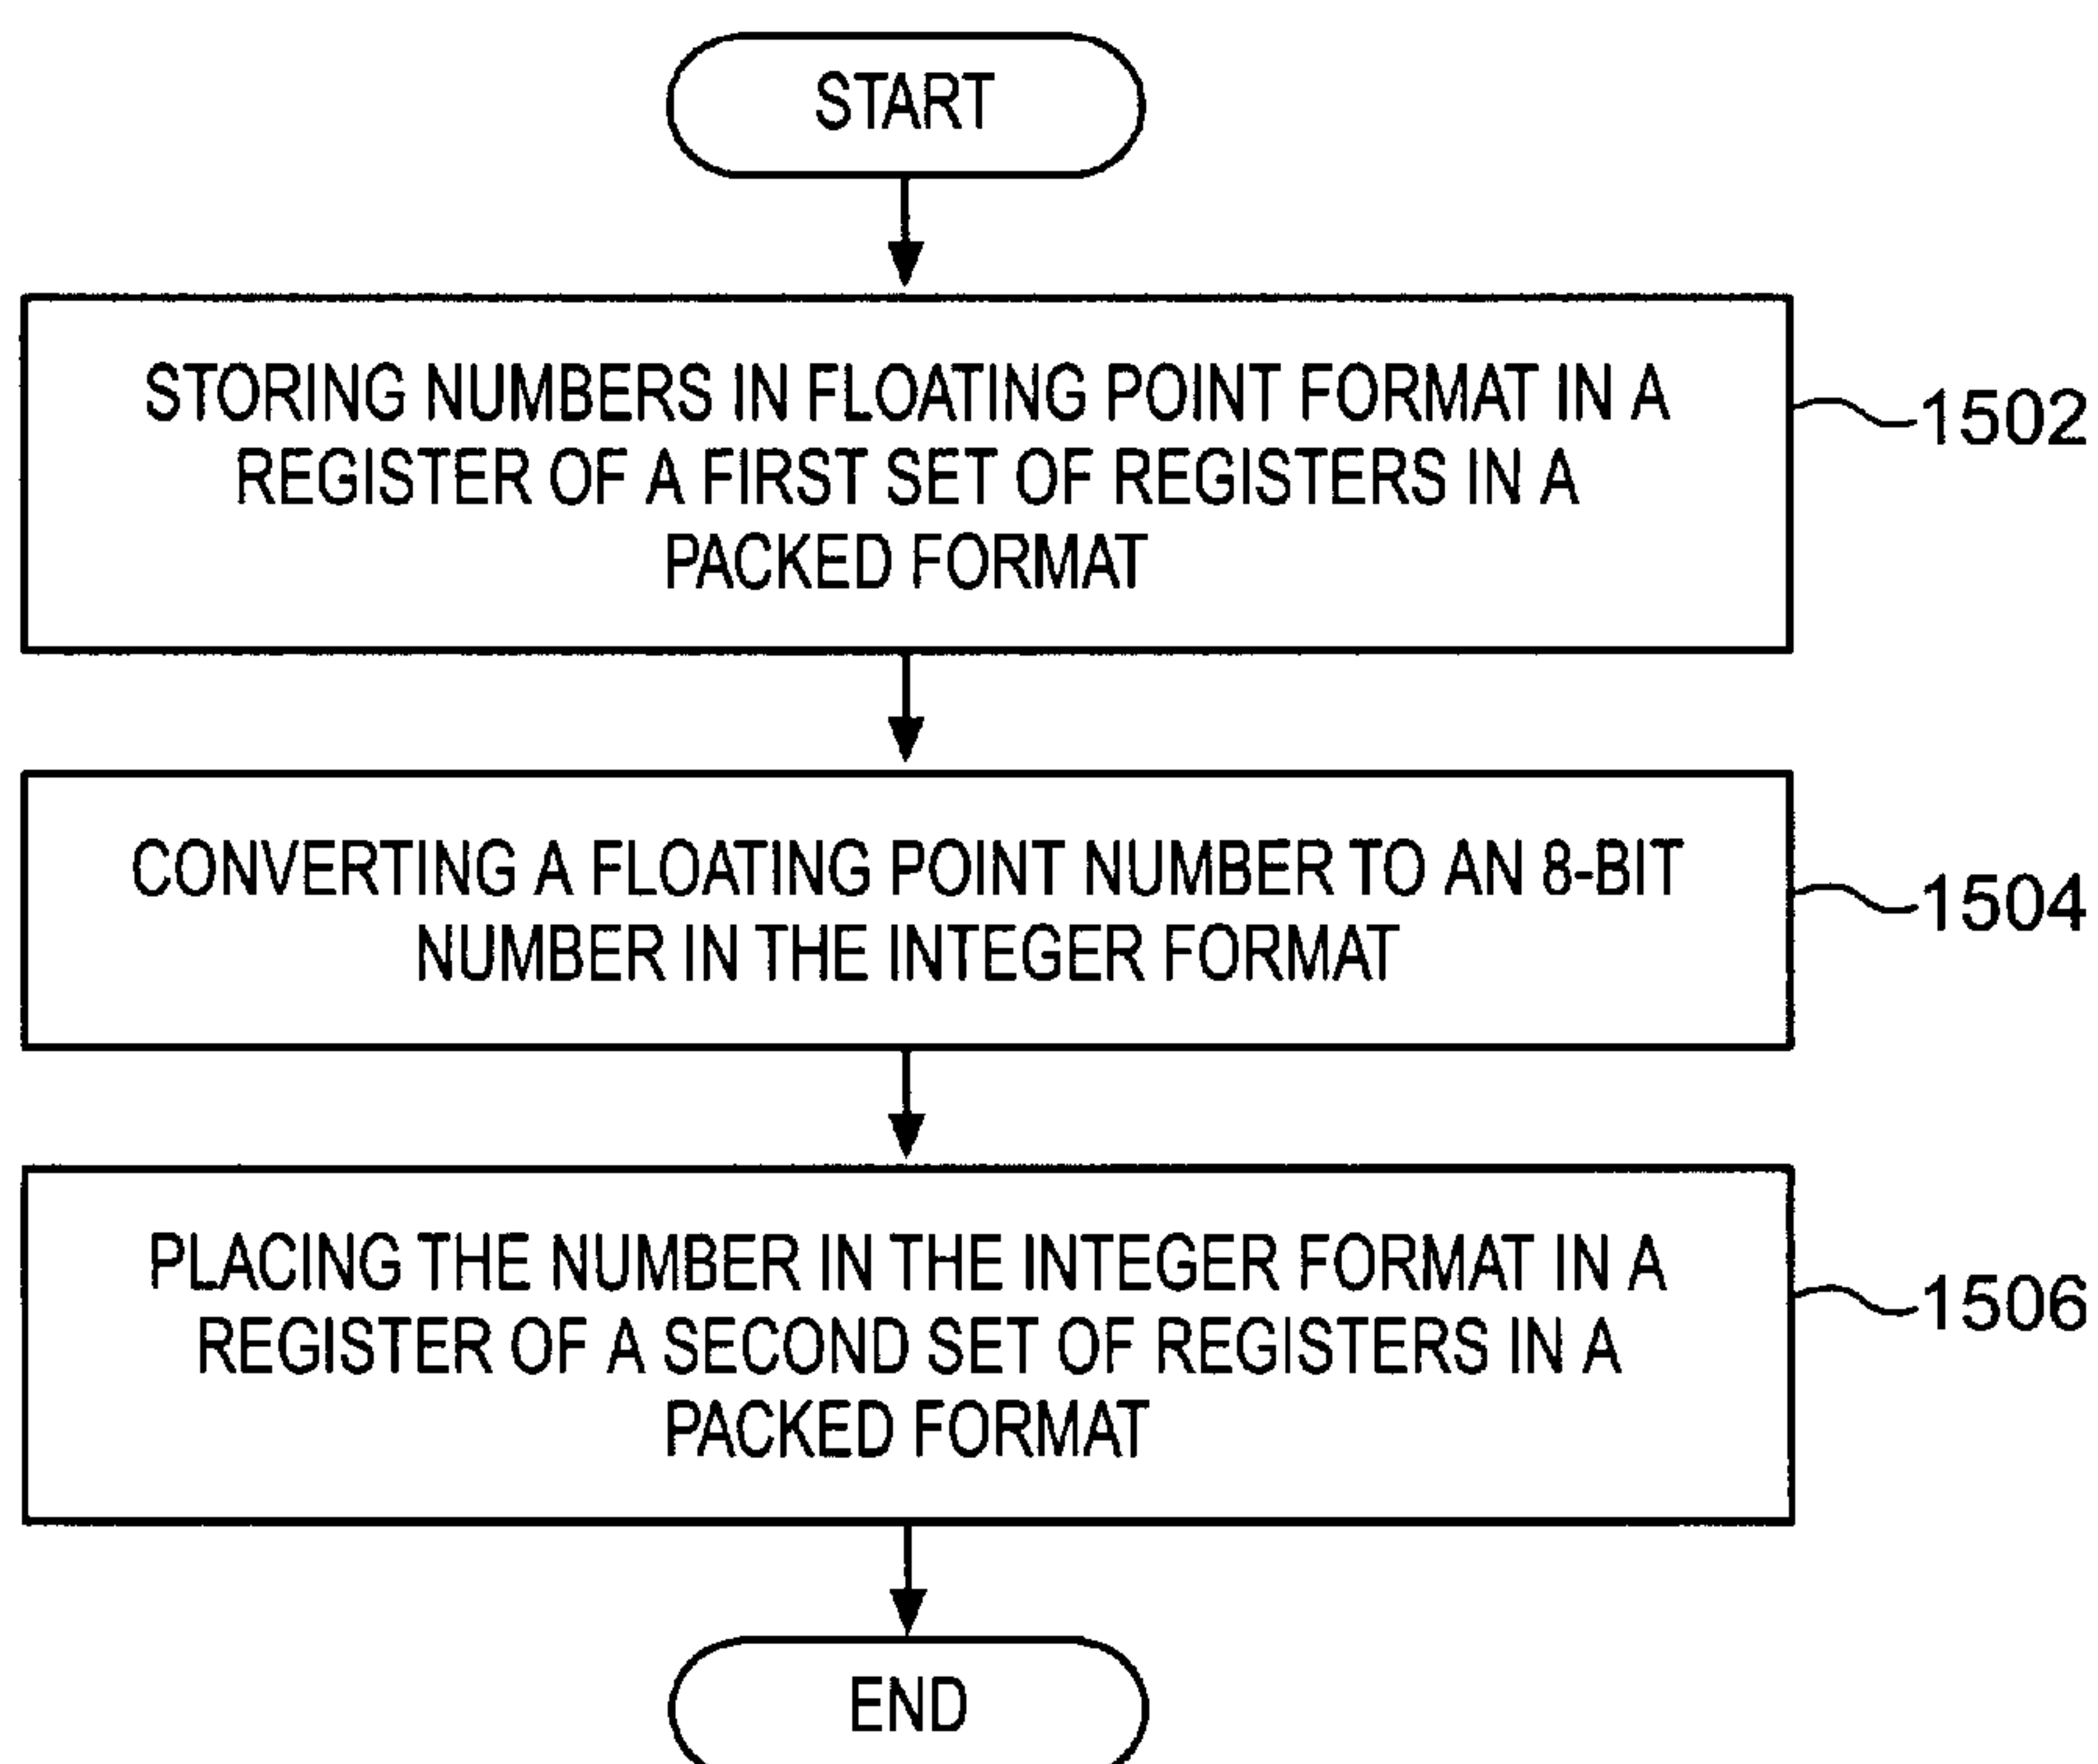 START
STORING NUMBERS IN FLOATING POINT FORMAT IN A
REGISTER OF A FIRST SET OF REGISTERS IN A
PACKED FORMAT
1502
CONVERTING A FLOATING POINT NUMBER TO AN 8-BIT
NUMBER IN THE INTEGER FORMAT
1504
PLACING THE NUMBER IN THE INTEGER FORMAT IN A
REGISTER OF A SECOND SET OF REGISTERS IN A
PACKED FORMAT
1506
END